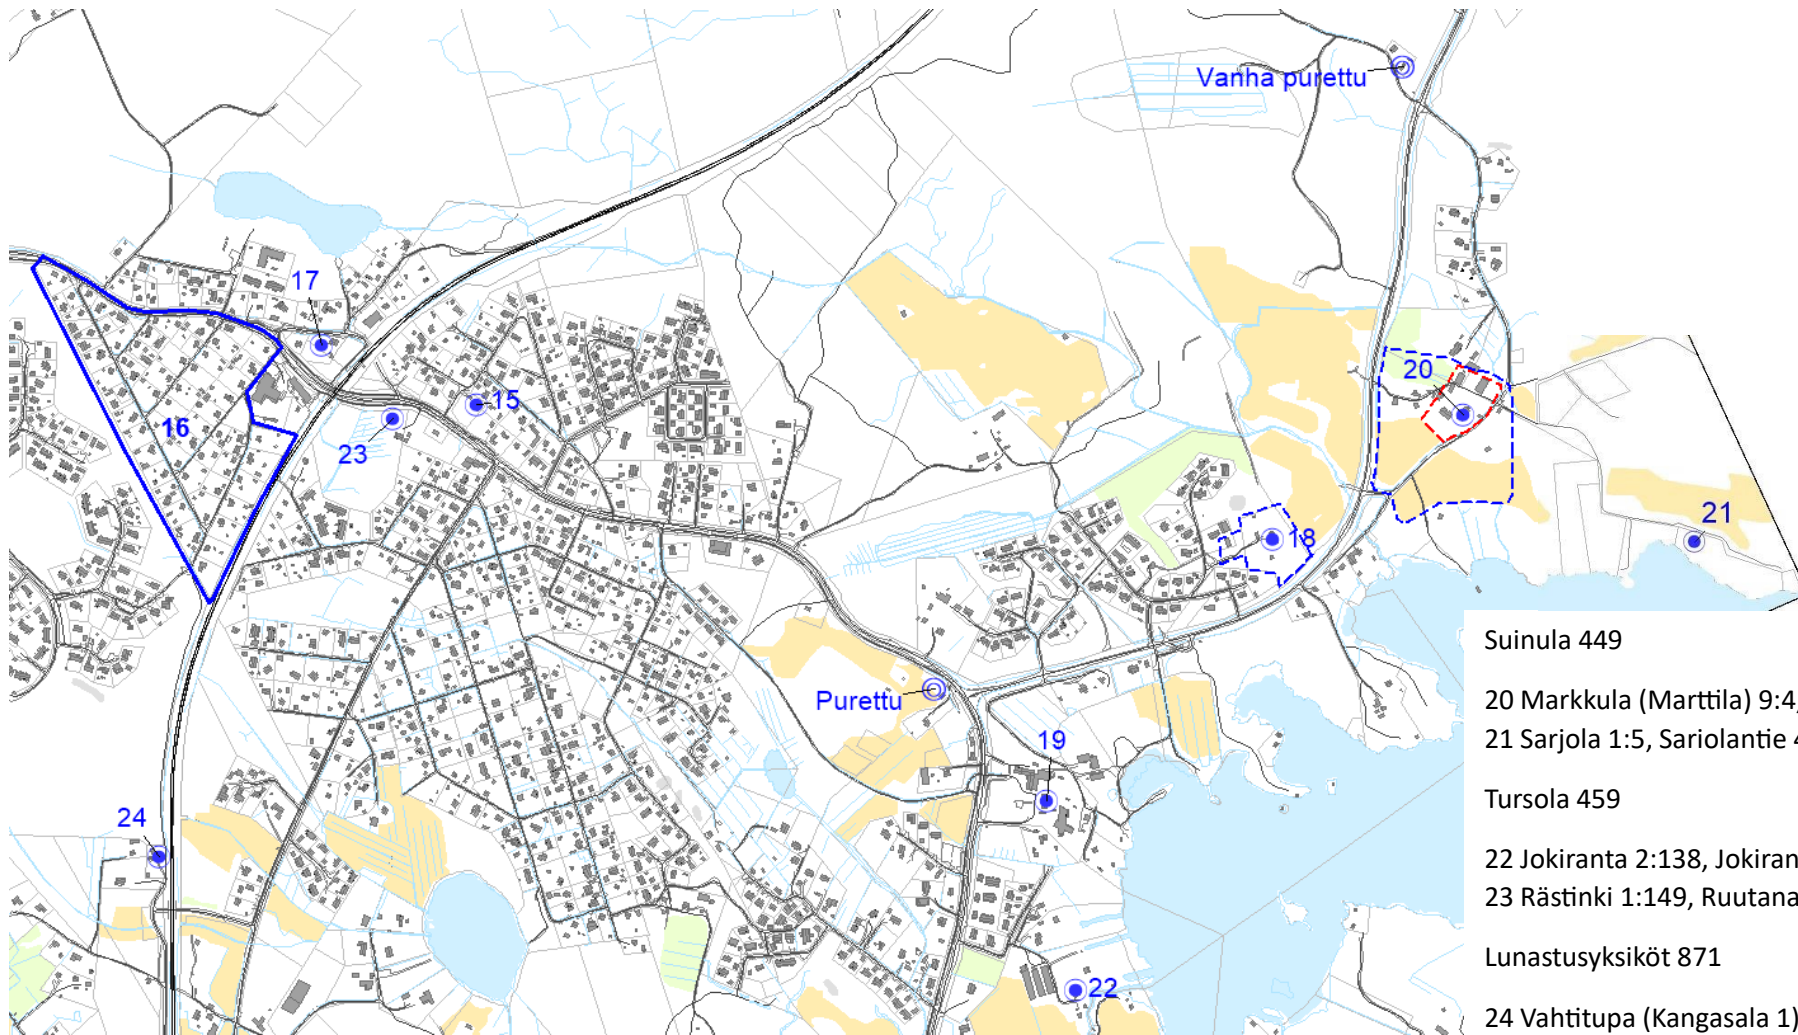 Vanha purettu
17
16
15
23
20
18
21
Purettu
19
24
22
Suinula 449
20 Markkula (Marttila) 9:4,
21 Sarjola 1:5, Sariolantie 4
Tursola 459
22 Jokiranta 2:138, Jokiran
23 Rästinki 1:149, Ruutana
Lunastusyksiköt 871
24 Vahtitupa (Kangasala 1)